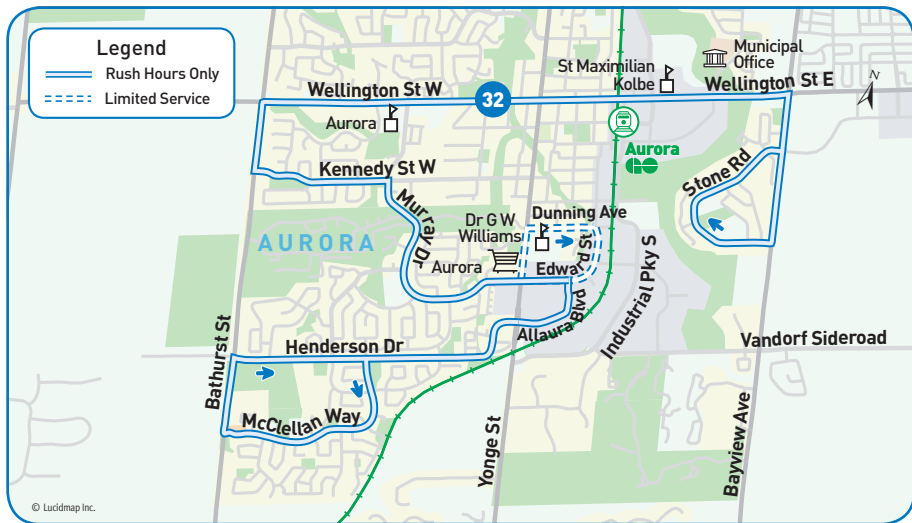 Legend
Rush Hours Only
Limited Service
Municipal
Office
St Maximilian
Kolbe
Wellington St W
32
Wellington St E
N
Aurora
Aurora
GO
Kennedy St W
Stone Rd
Murray Dr
Dr G W
Williams
Dunning Ave
AURORA
Aurora
Edward St
Allaura Blvd
Industrial Pky S
Vandorf Sideroad
Henderson Dr
Bathurst St
McClellan Way
Yonge St
Bayview Ave
© Lucidmap Inc.